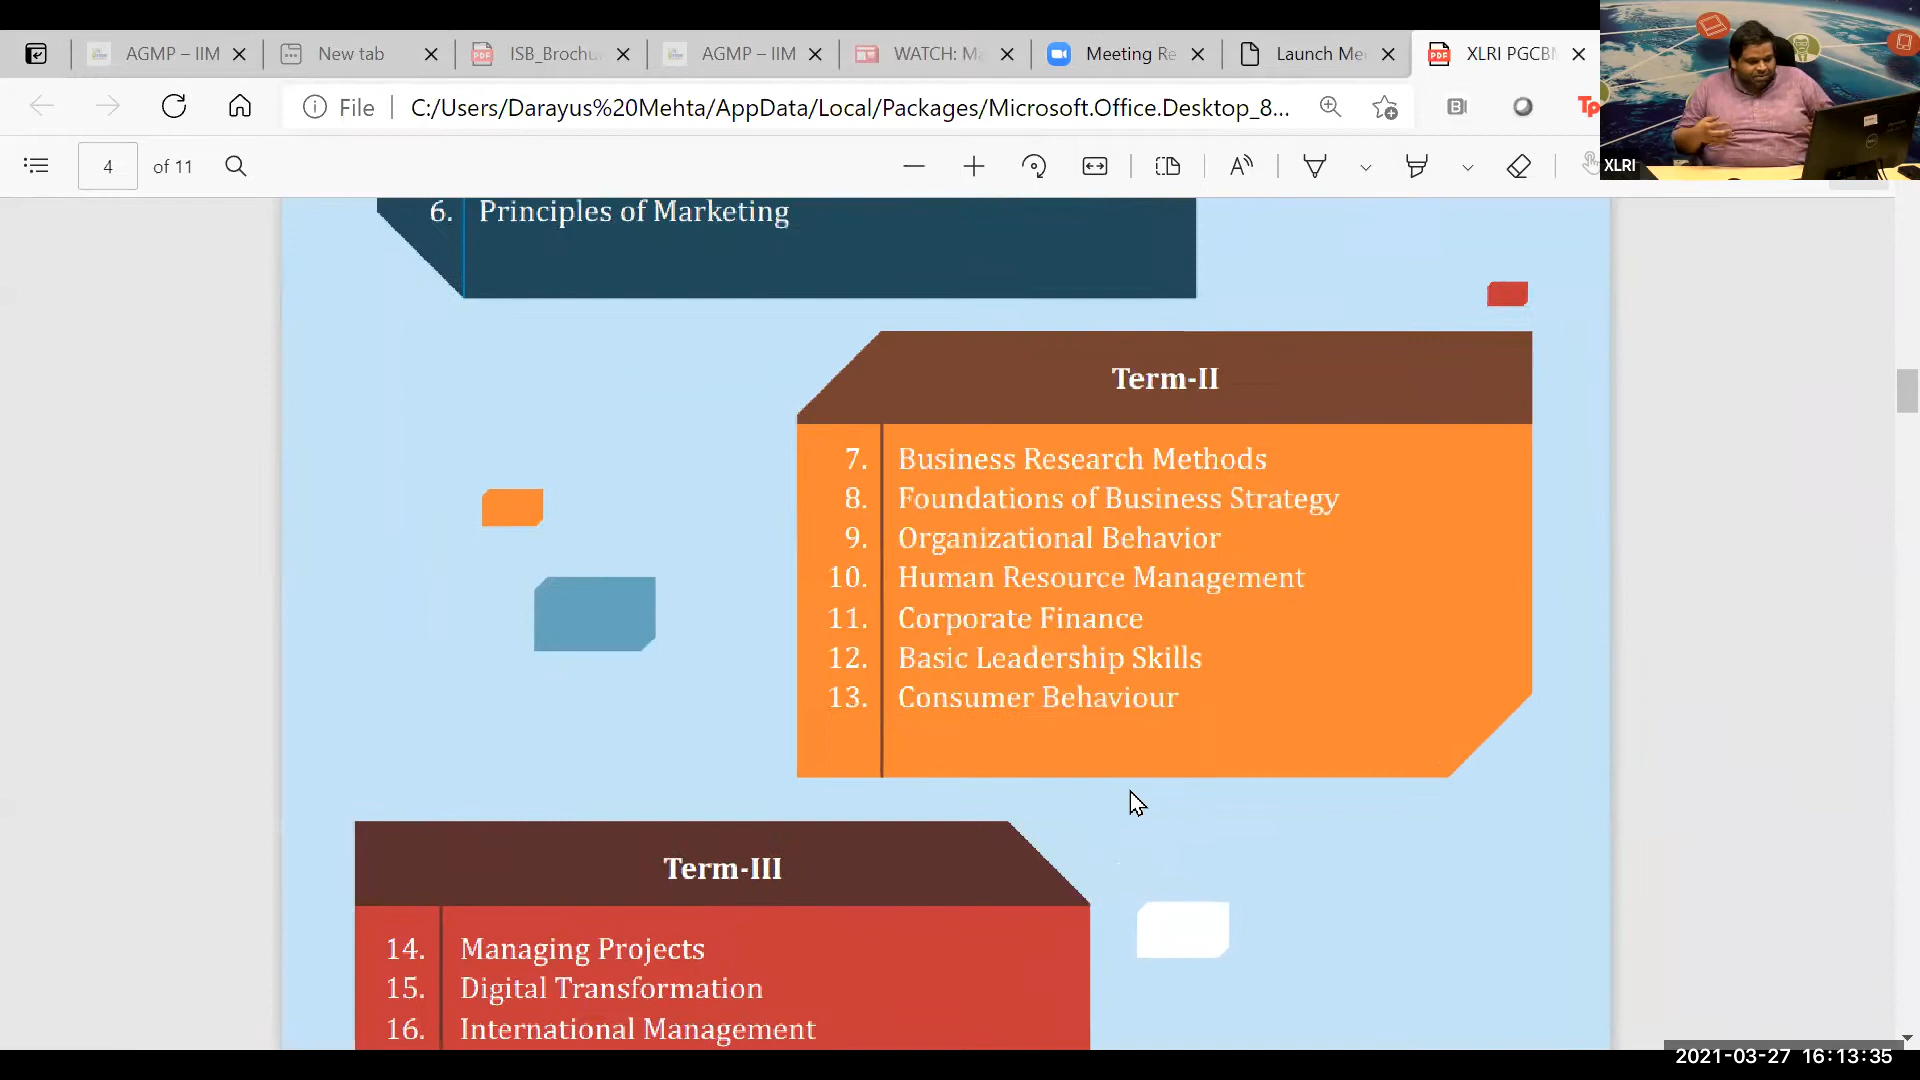 AGMP – IIM
New tab
ISB_Brochu
AGMP – IIM
WATCH: Ma
Meeting Re
Launch Me
XLRI PGCBM
File
C:/Users/Darayus%20Mehta/AppData/Local/Packages/Microsoft.Office.Desktop_8...
4 of 11
XLRI
6. Principles of Marketing
Term-II
7. Business Research Methods
8. Foundations of Business Strategy
9. Organizational Behavior
10. Human Resource Management
11. Corporate Finance
12. Basic Leadership Skills
13. Consumer Behaviour
Term-III
14. Managing Projects
15. Digital Transformation
16. International Management
2021-03-27 16:13:35